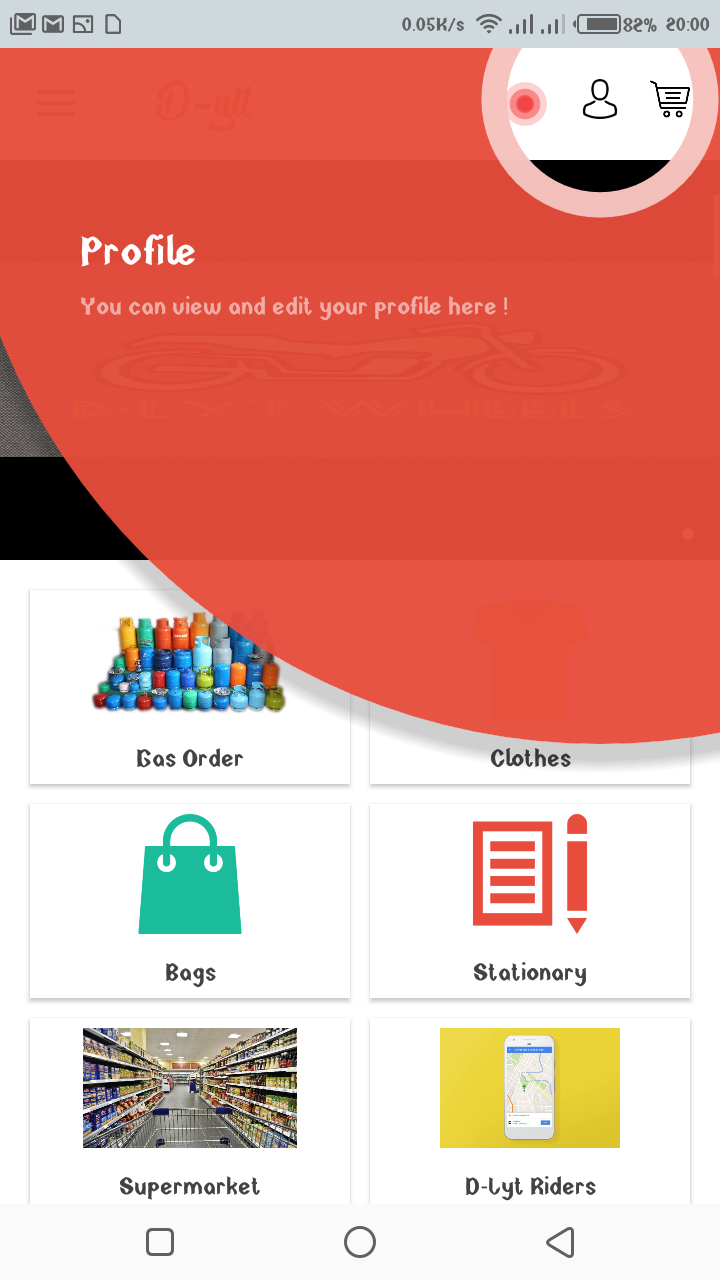 0.05K/s 82% 20:00
D-lyt
Profile
You can view and edit your profile here !
D-LYT WHEELS
Gas Order
Clothes
Bags
Stationary
Supermarket
D-Lyt Riders